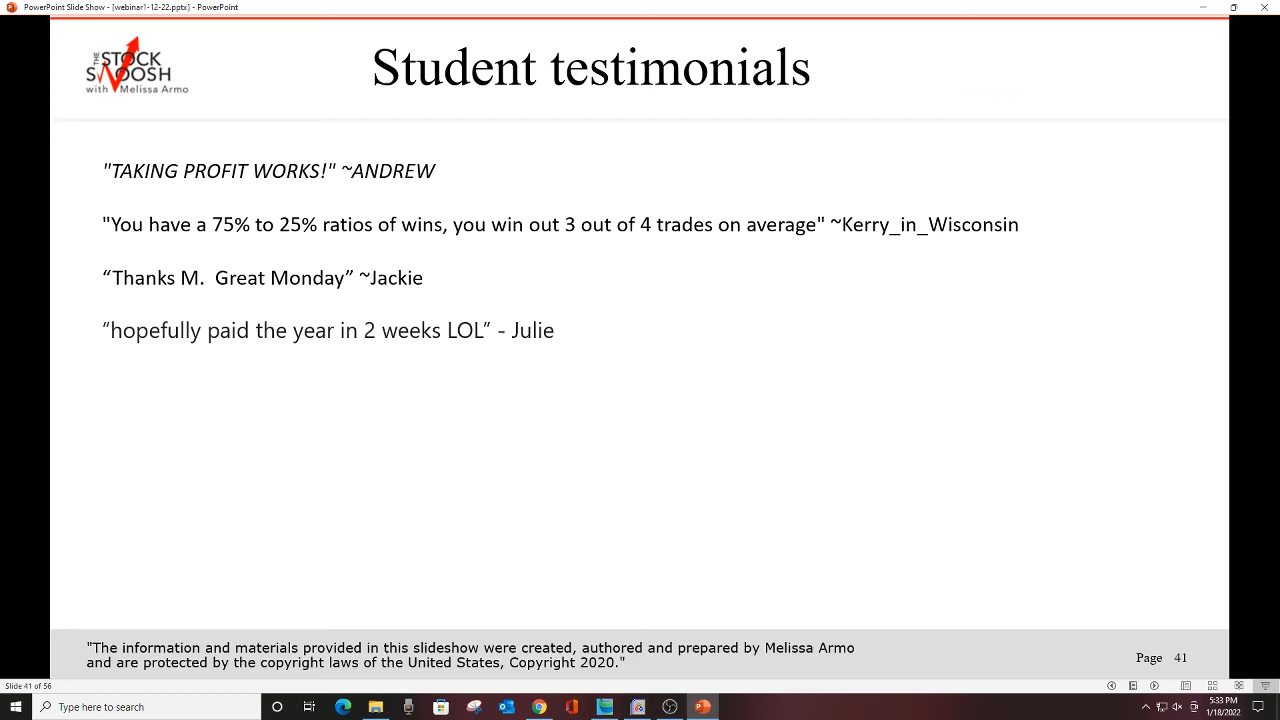 PowerPoint Slide Show - [webinar1-12-22.pptx] - PowerPoint
THE
STOCK
SWOOSH
with Melissa Armo
Student testimonials
"TAKING PROFIT WORKS!" ~ANDREW
"You have a 75% to 25% ratios of wins, you win out 3 out of 4 trades on average" ~Kerry_in_Wisconsin
“Thanks M.  Great Monday” ~Jackie
“hopefully paid the year in 2 weeks LOL” - Julie
"The information and materials provided in this slideshow were created, authored and prepared by Melissa Armo
and are protected by the copyright laws of the United States, Copyright 2020."
Page 41
Slide 41 of 56
Type here to search
5:33 PM
1/18/2022